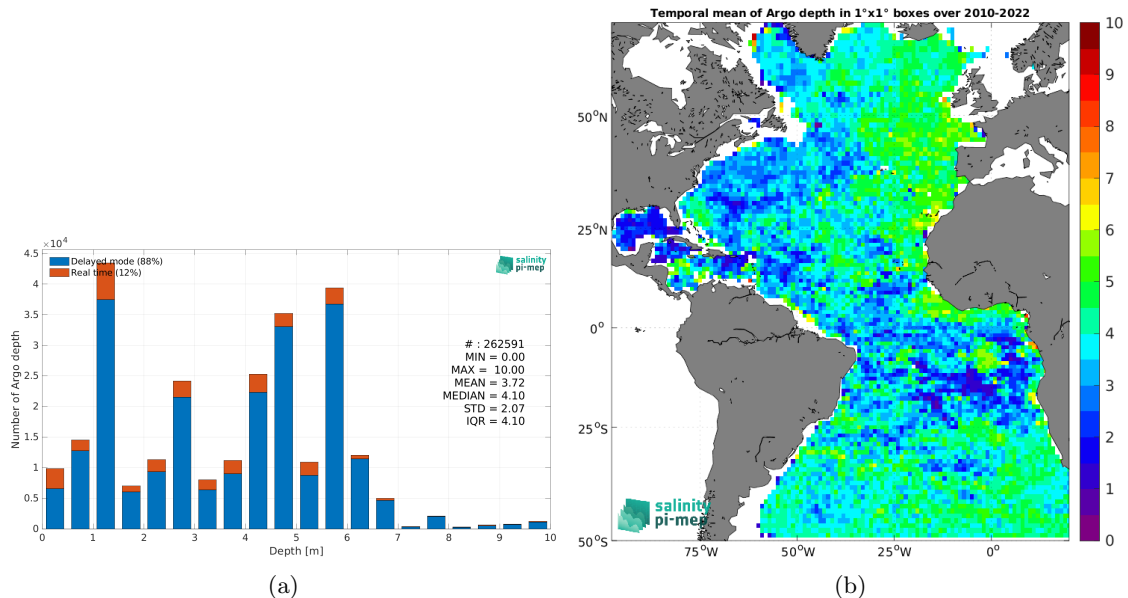 ×10⁴
4.5
4
3.5
3
2.5
2
1.5
1
0.5
0
Number of Argo depth
Delayed mode (88%)
Real time (12%)
salinity
pi-mep
# : 262591
MIN = 0.00
MAX = 10.00
MEAN = 3.72
MEDIAN = 4.10
STD = 2.07
IQR = 4.10
0 1 2 3 4 5 6 7 8 9 10
Depth [m]
(a)
Temporal mean of Argo depth in 1°x1° boxes over 2010-2022
50°N
25°N
0°
25°S
50°S
75°W 50°W 25°W 0°
salinity
pi-mep
10
9
8
7
6
5
4
3
2
1
0
(b)